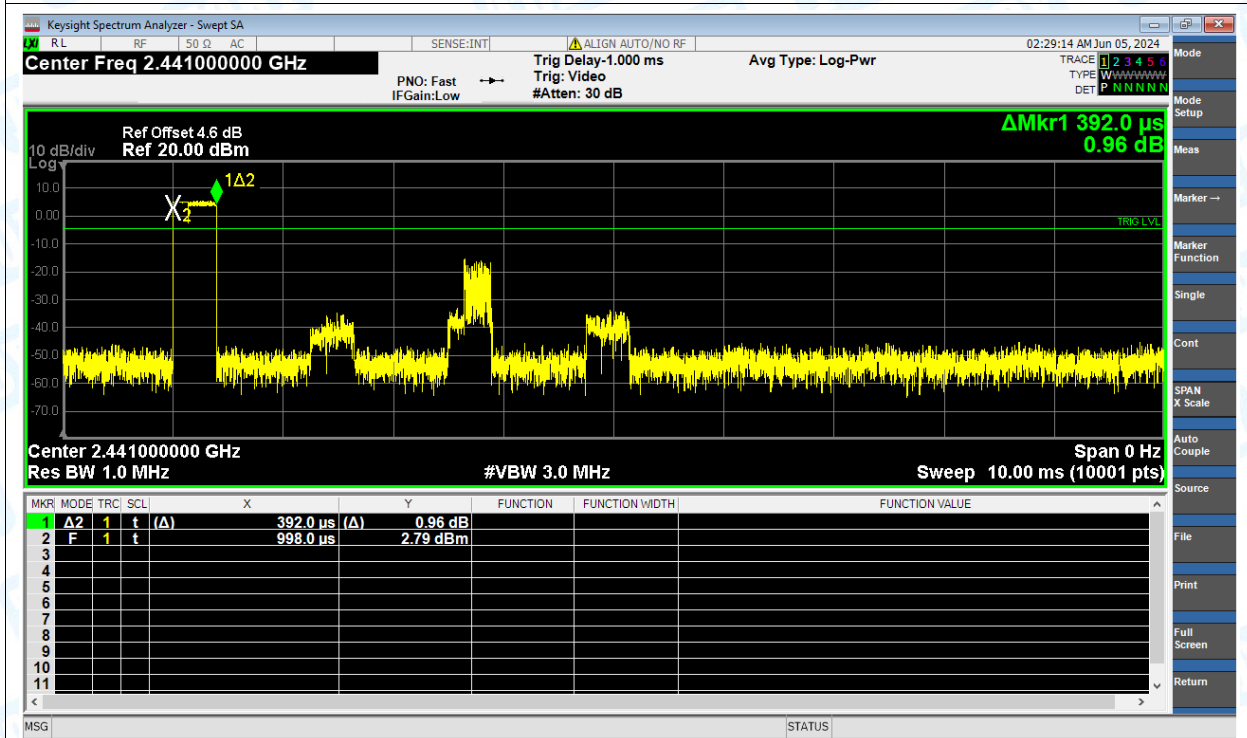 Keysight Spectrum Analyzer - Swept SA
LXI RL RF 50 Ω AC SENSE:INT ALIGN AUTO/NO RF 02:29:14 AM Jun 05, 2024
Center Freq 2.441000000 GHz
PNO: Fast
IFGain:Low
Trig Delay-1.000 ms
Trig: Video
#Atten: 30 dB
Avg Type: Log-Pwr
TRACE 1 2 3 4 5 6
TYPE WWWWWW
DET P N N N N N
ΔMkr1 392.0 µs
0.96 dB
Ref Offset 4.6 dB
10 dB/div Ref 20.00 dBm
Log
10.0
0.00
-10.0
-20.0
-30.0
-40.0
-50.0
-60.0
-70.0
1Δ2
X2
TRIG LVL
Center 2.441000000 GHz Span 0 Hz
Res BW 1.0 MHz #VBW 3.0 MHz Sweep 10.00 ms (10001 pts)
MKR MODE TRC SCL X Y FUNCTION FUNCTION WIDTH FUNCTION VALUE
1 Δ2 1 t (Δ) 392.0 µs (Δ) 0.96 dB
2 F 1 t 998.0 µs 2.79 dBm
3
4
5
6
7
8
9
10
11
MSG STATUS
Mode
Mode
Setup
Meas
Marker →
Marker
Function
Single
Cont
SPAN
X Scale
Auto
Couple
Source
File
Print
Full
Screen
Return